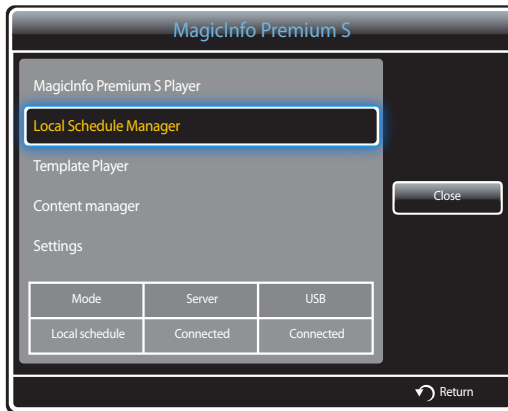 MagicInfo Premium S
MagicInfo Premium S Player
Local Schedule Manager
Template Player
Content manager
Settings
Close
Mode Server USB
Local schedule Connected Connected
Return